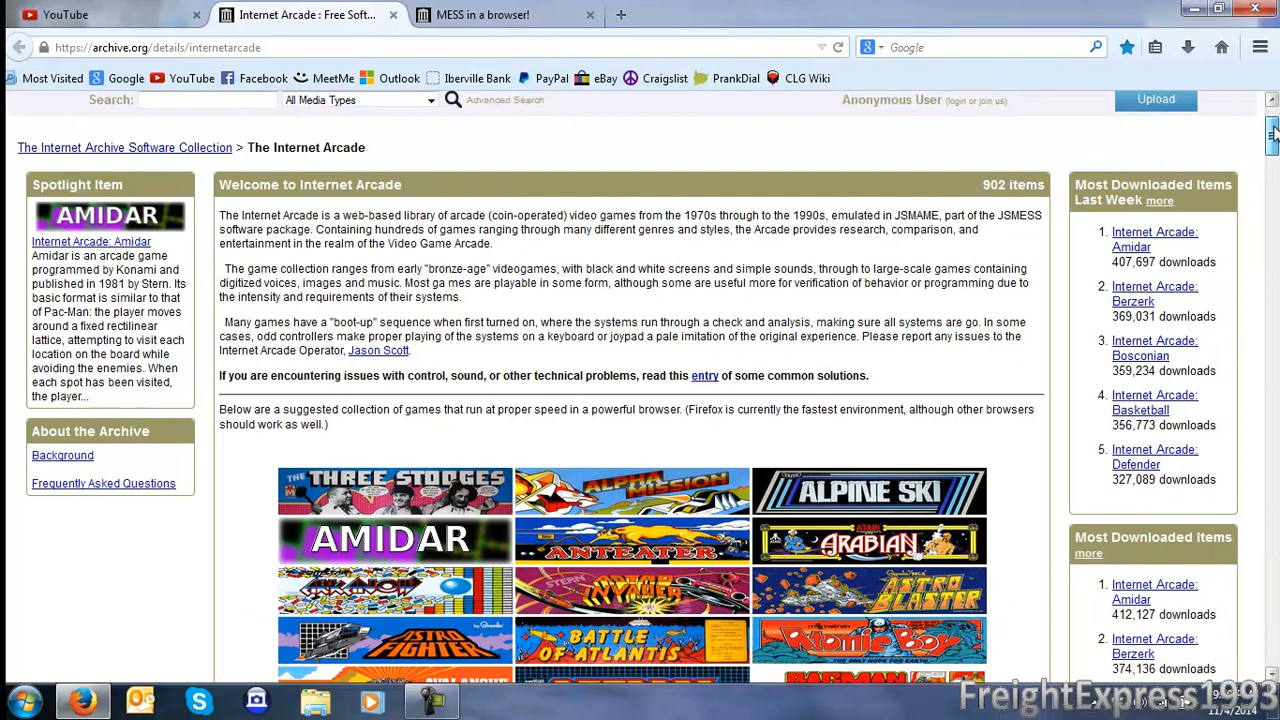 YouTube
Internet Arcade : Free Soft...
MESS in a browser!
https://archive.org/details/internetarcade
Google
Most Visited Google YouTube Facebook MeetMe Outlook Iberville Bank PayPal eBay Craigslist PrankDial CLG Wiki
Search: All Media Types Advanced Search Anonymous User (login or join us) Upload
The Internet Archive Software Collection > The Internet Arcade
Spotlight Item
AMIDAR
Internet Arcade: Amidar
Amidar is an arcade game
programmed by Konami and
published in 1981 by Stern. Its
basic format is similar to that
of Pac-Man: the player moves
around a fixed rectilinear
lattice, attempting to visit each
location on the board while
avoiding the enemies. When
each spot has been visited,
the player...
About the Archive
Background
Frequently Asked Questions
Welcome to Internet Arcade 902 items
The Internet Arcade is a web-based library of arcade (coin-operated) video games from the 1970s through to the 1990s, emulated in JSMAME, part of the JSMESS
software package. Containing hundreds of games ranging through many different genres and styles, the Arcade provides research, comparison, and
entertainment in the realm of the Video Game Arcade.
The game collection ranges from early "bronze-age" videogames, with black and white screens and simple sounds, through to large-scale games containing
digitized voices, images and music. Most games are playable in some form, although some are useful more for verification of behavior or programming due to
the intensity and requirements of their systems.
Many games have a "boot-up" sequence when first turned on, where the systems run through a check and analysis, making sure all systems are go. In some
cases, odd controllers make proper playing of the systems on a keyboard or joypad a pale imitation of the original experience. Please report any issues to the
Internet Arcade Operator, Jason Scott.
If you are encountering issues with control, sound, or other technical problems, read this entry of some common solutions.
Below are a suggested collection of games that run at proper speed in a powerful browser. (Firefox is currently the fastest environment, although other browsers
should work as well.)
THE THREE STOOGES
ALPHA MISSION
TAITO ALPINE SKI
AMIDAR
ANTEATER
ATARI ARABIAN
ARKANOID
STERN ASTRO INVADER
ASTRO BLASTER
ASTRO FIGHTER
BATTLE OF ATLANTIS
Atomic Boy
THE ONLY HOPE FOR EARTH
AVALANCHE
BAGMAN
Most Downloaded Items
Last Week more
1. Internet Arcade:
Amidar
407,697 downloads
2. Internet Arcade:
Berzerk
369,031 downloads
3. Internet Arcade:
Bosconian
359,234 downloads
4. Internet Arcade:
Basketball
356,773 downloads
5. Internet Arcade:
Defender
327,089 downloads
Most Downloaded Items
more
1. Internet Arcade:
Amidar
412,127 downloads
2. Internet Arcade:
Berzerk
374,136 downloads
FreightExpress1993
11/4/2014